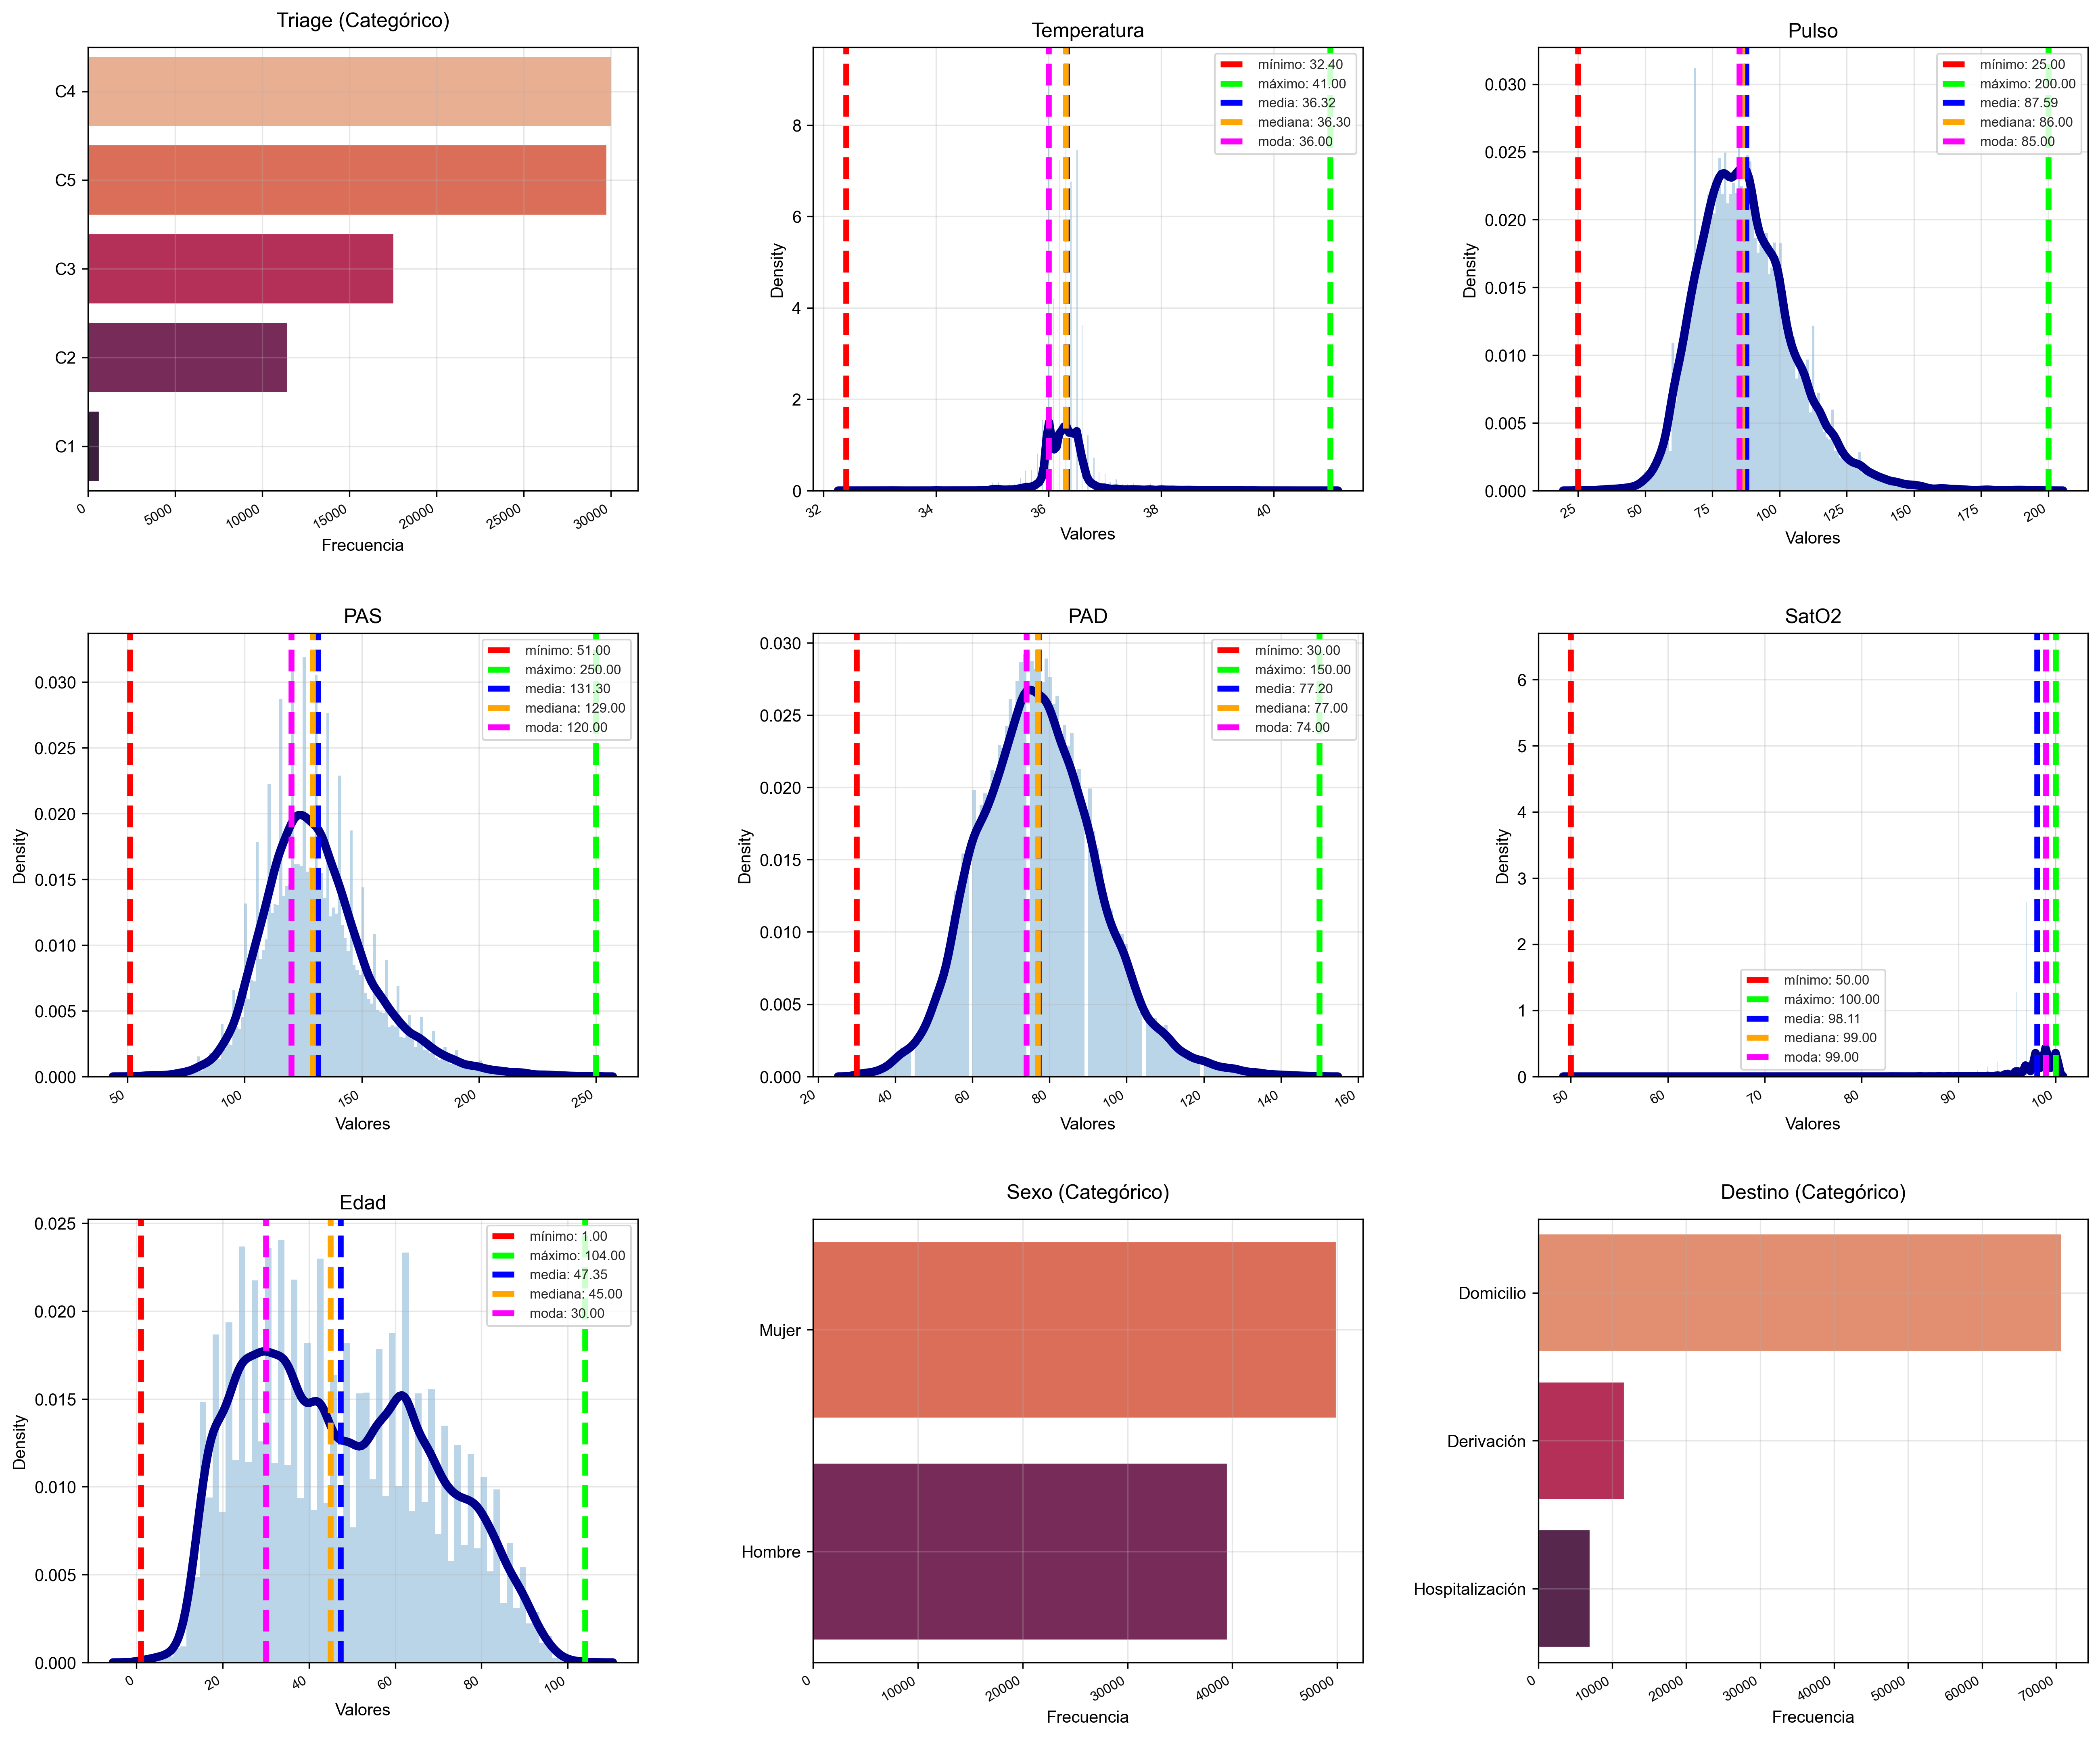 Triage (Categórico)
C4
C5
C3
C2
C1
0 5000 10000 15000 20000 25000 30000
Frecuencia
Temperatura
mínimo: 32.40
máximo: 41.00
media: 36.32
mediana: 36.30
moda: 36.00
Density
8
6
4
2
0
32 34 36 38 40
Valores
Pulso
mínimo: 25.00
máximo: 200.00
media: 87.59
mediana: 86.00
moda: 85.00
Density
0.030
0.025
0.020
0.015
0.010
0.005
0.000
25 50 75 100 125 150 175 200
Valores
PAS
mínimo: 51.00
máximo: 250.00
media: 131.30
mediana: 129.00
moda: 120.00
Density
0.030
0.025
0.020
0.015
0.010
0.005
0.000
50 100 150 200 250
Valores
PAD
mínimo: 30.00
máximo: 150.00
media: 77.20
mediana: 77.00
moda: 74.00
Density
0.030
0.025
0.020
0.015
0.010
0.005
0.000
20 40 60 80 100 120 140 160
Valores
SatO2
Density
6
5
4
3
2
1
0
mínimo: 50.00
máximo: 100.00
media: 98.11
mediana: 99.00
moda: 99.00
50 60 70 80 90 100
Valores
Edad
mínimo: 1.00
máximo: 104.00
media: 47.35
mediana: 45.00
moda: 30.00
Density
0.025
0.020
0.015
0.010
0.005
0.000
0 20 40 60 80 100
Valores
Sexo (Categórico)
Mujer
Hombre
0 10000 20000 30000 40000 50000
Frecuencia
Destino (Categórico)
Domicilio
Derivación
Hospitalización
0 10000 20000 30000 40000 50000 60000 70000
Frecuencia